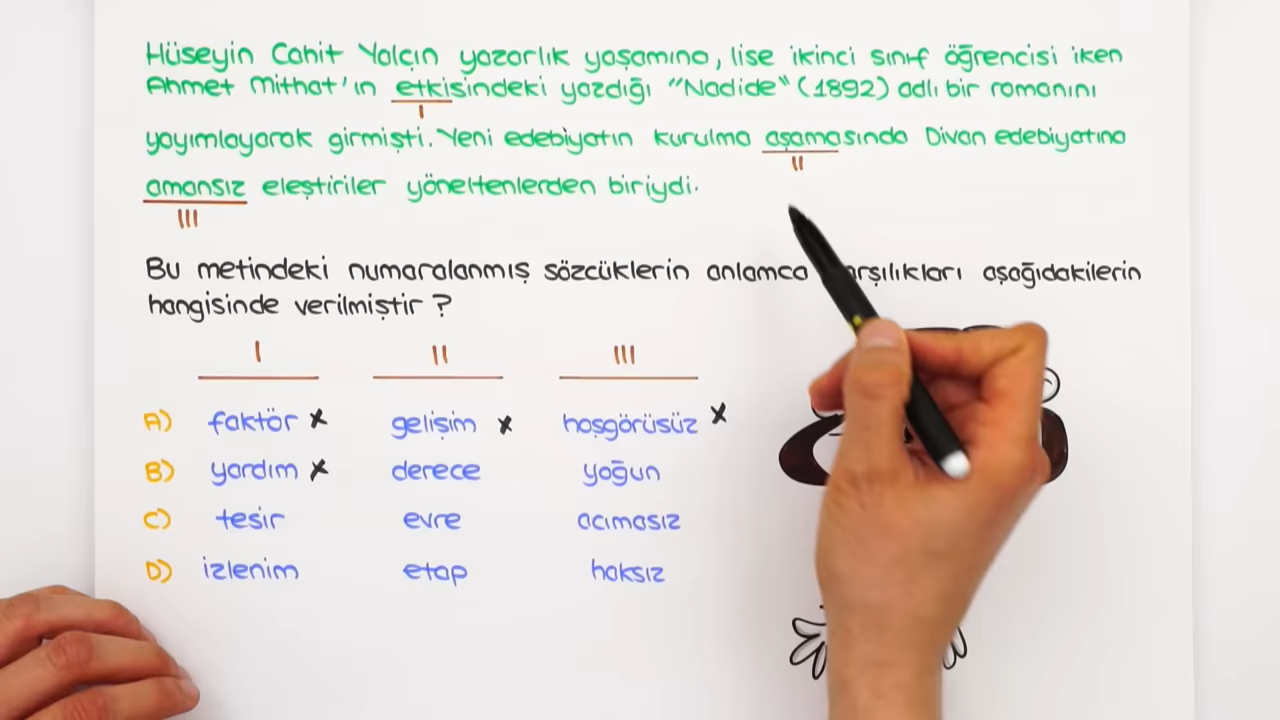 Hüseyin Cahit Yalçın yazarlık yaşamına, lise ikinci sınıf öğrencisi iken
Ahmet Mithat'ın etkisindeki yazdığı "Nadide" (1892) adlı bir romanını
I
yayımlayarak girmişti. Yeni edebiyatın kurulma aşamasında Divan edebiyatına
II
amansız eleştiriler yöneltenlerden biriydi.
III
Bu metindeki numaralanmış sözcüklerin anlamca arşılıkları aşağıdakilerin
hangisinde verilmiştir ?
I II III
A) faktör x gelişim x hoşgörüsüz x
B) yardım x derece yoğun
C) tesir evre acımasız
D) izlenim etap haksız